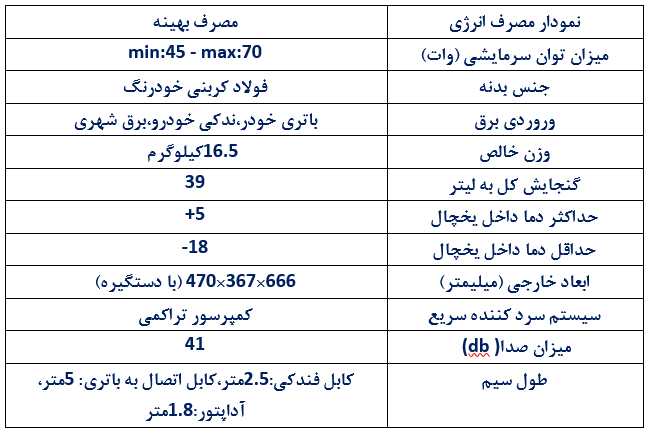 نمودار مصرف انرژی	مصرف بهینه
میزان توان سرمایشی (وات)	min:45 - max:70
جنس بدنه	فولاد کربنی خودرنگ
وروردی برق	باتری خودر،ندکی خودرو،برق شهری
وزن خالص	16.5کیلوگرم
گنجایش کل به لیتر	39
حداکثر دما داخل یخچال	+5
حداقل دما داخل یخچال	-18
ابعاد خارجی (میلیمتر)	666×367×470 (با دستگیره)
سیستم سرد کننده سریع	کمپرسور تراکمی
میزان صدا( db)	41
طول سیم	کابل فندکی:2.5متر،کابل اتصال به باتری: 5متر،
آداپتور:1.8متر